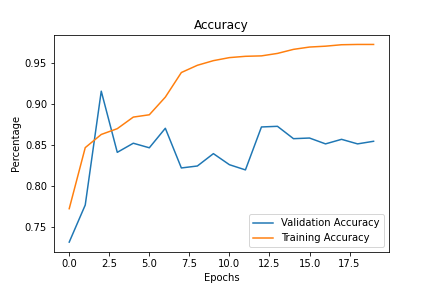 Accuracy
Percentage
0.95
0.90
0.85
0.80
0.75
0.0 2.5 5.0 7.5 10.0 12.5 15.0 17.5
Epochs
Validation Accuracy
Training Accuracy